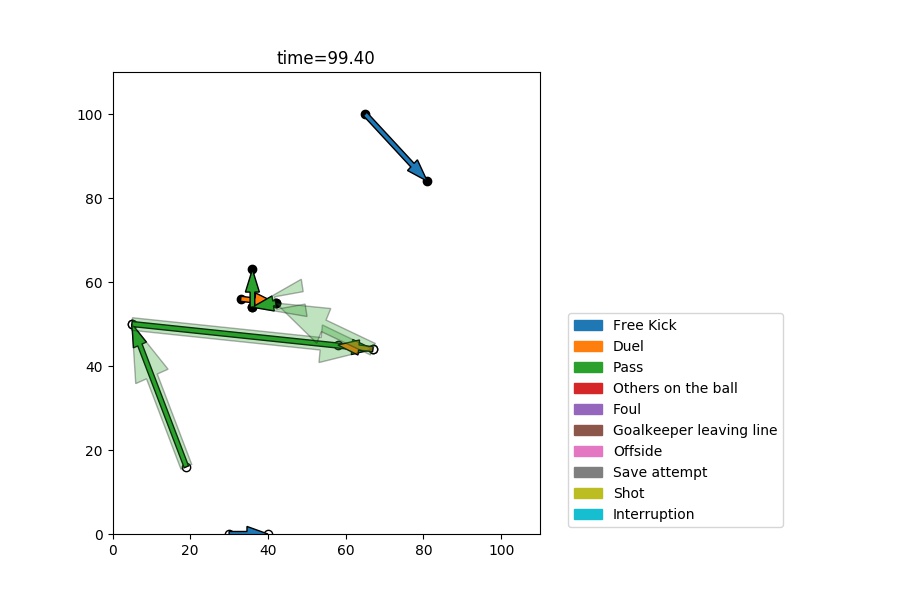 time=99.40
100
80
60
40
20
0
0 20 40 60 80 100
Free Kick
Duel
Pass
Others on the ball
Foul
Goalkeeper leaving line
Offside
Save attempt
Shot
Interruption